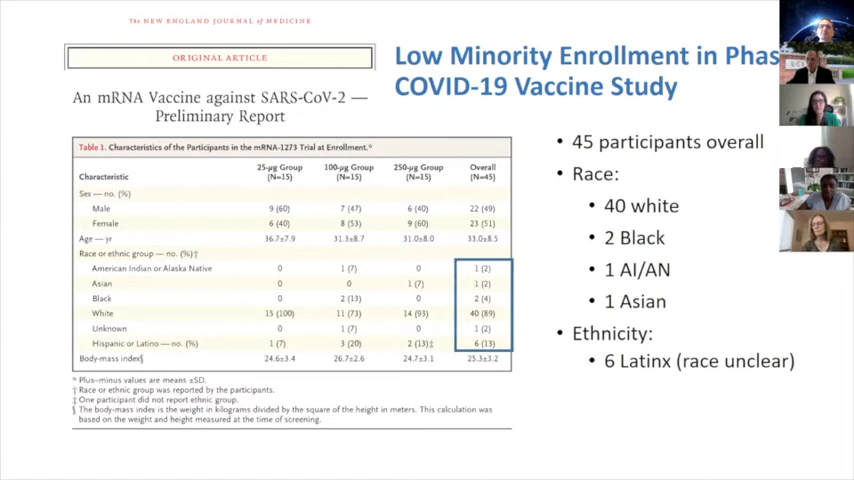 The NEW ENGLAND JOURNAL of MEDICINE
ORIGINAL ARTICLE
An mRNA Vaccine against SARS-CoV-2 —
Preliminary Report
Low Minority Enrollment in Phas
COVID-19 Vaccine Study
Table 1. Characteristics of the Participants in the mRNA-1273 Trial at Enrollment.*
Characteristic 25-μg Group (N=15) 100-μg Group (N=15) 250-μg Group (N=15) Overall (N=45)
Sex — no. (%)
Male 9 (60) 7 (47) 6 (40) 22 (49)
Female 6 (40) 8 (53) 9 (60) 23 (51)
Age — yr 36.7±7.9 31.3±8.7 31.0±8.0 33.0±8.5
Race or ethnic group — no. (%)†
American Indian or Alaska Native 0 1 (7) 0 1 (2)
Asian 0 0 1 (7) 1 (2)
Black 0 2 (13) 0 2 (4)
White 15 (100) 11 (73) 14 (93) 40 (89)
Unknown 0 1 (7) 0 1 (2)
Hispanic or Latino — no. (%) 1 (7) 3 (20) 2 (13)‡ 6 (13)
Body-mass index§ 24.6±3.4 26.7±2.6 24.7±3.1 25.3±3.2
* Plus–minus values are means ±SD.
† Race or ethnic group was reported by the participants.
‡ One participant did not report ethnic group.
§ The body-mass index is the weight in kilograms divided by the square of the height in meters. This calculation was
based on the weight and height measured at the time of screening.
• 45 participants overall
• Race:
• 40 white
• 2 Black
• 1 AI/AN
• 1 Asian
• Ethnicity:
• 6 Latinx (race unclear)
UCI